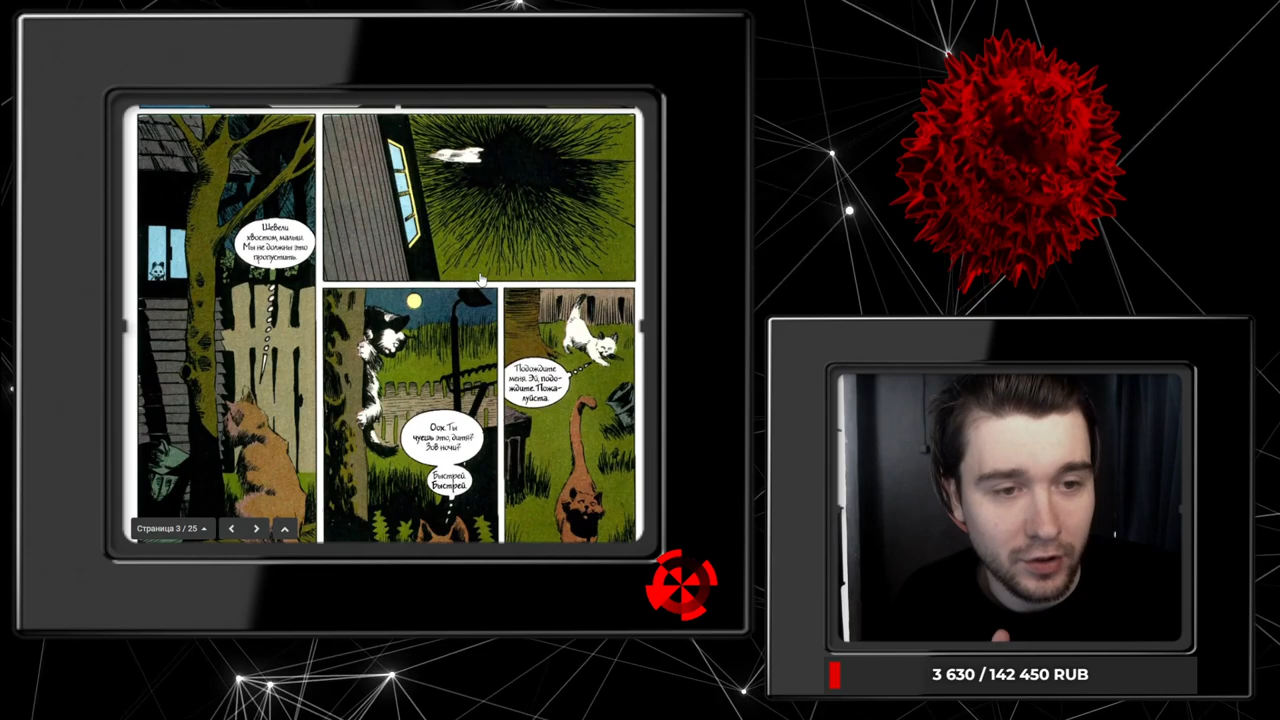 Шевели
хвостом, малыш.
Мы не должны это
пропустить.
Оох. Ты
чуешь это, дитя?
Зов ночи?
Быстрей.
Быстрей.
Подождите
меня. Эй, подо-
ждите. Пожа-
луйста.
Страница 3 / 25
3 630 / 142 450 RUB